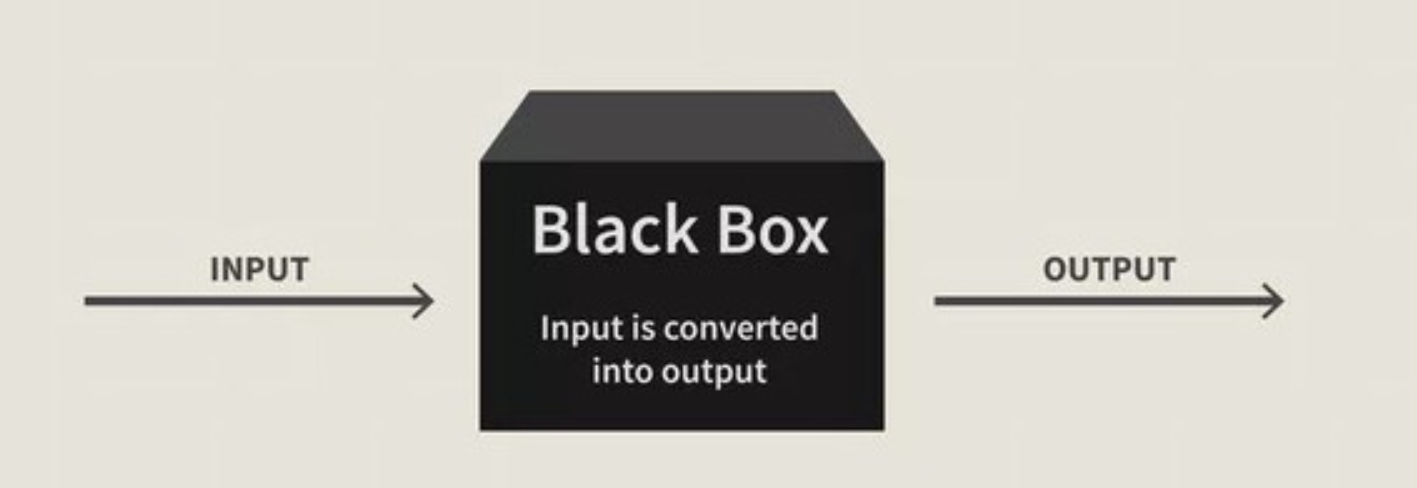 Black Box
INPUT
OUTPUT
Input is converted
into output